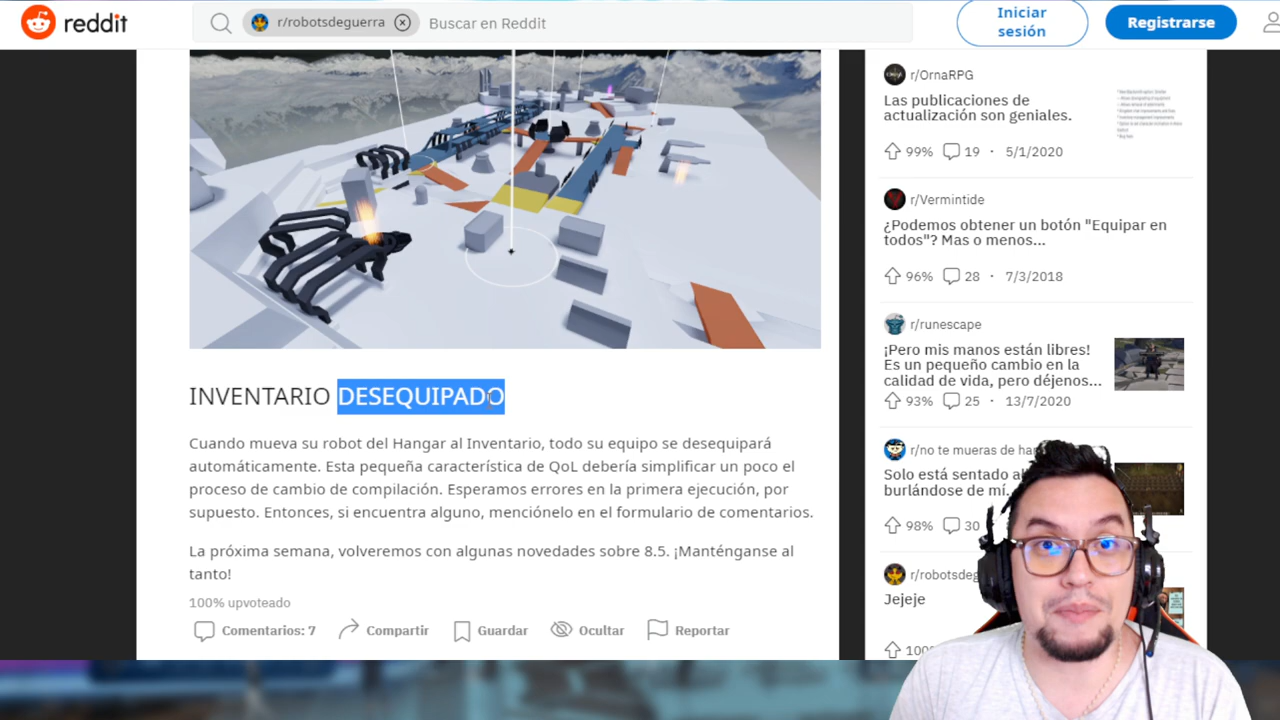 reddit
r/robotsdeguerra
Buscar en Reddit
Iniciar sesión
Registrarse
INVENTARIO DESEQUIPADO
Cuando mueva su robot del Hangar al Inventario, todo su equipo se desequipará
automáticamente. Esta pequeña característica de QoL debería simplificar un poco el
proceso de cambio de compilación. Esperamos errores en la primera ejecución, por
supuesto. Entonces, si encuentra alguno, menciónelo en el formulario de comentarios.
La próxima semana, volveremos con algunas novedades sobre 8.5. ¡Manténganse al
tanto!
100% upvoteado
Comentarios: 7
Compartir
Guardar
Ocultar
Reportar
r/OrnaRPG
Las publicaciones de
actualización son geniales.
99% 19 · 5/1/2020
r/Vermintide
¿Podemos obtener un botón "Equipar en
todos"? Mas o menos...
96% 28 · 7/3/2018
r/runescape
¡Pero mis manos están libres!
Es un pequeño cambio en la
calidad de vida, pero déjenos...
93% 25 · 13/7/2020
r/no te mueras de
Solo está sentado
burlándose de mí.
98% 30
r/robotsdeg
Jejeje